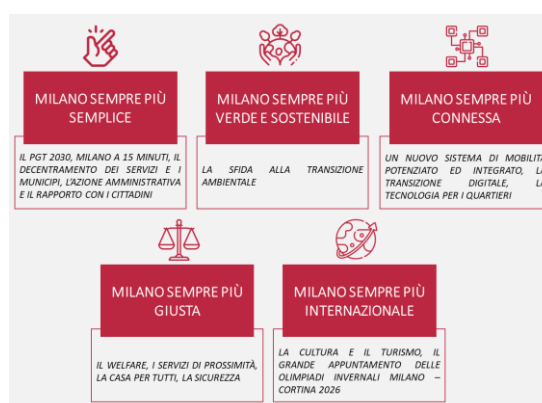 MILANO SEMPRE PIÙ
SEMPLICE
IL PGT 2030, MILANO A 15 MINUTI, IL
DECENTRAMENTO DEI SERVIZI E I
MUNICIPI, L'AZIONE AMMINISTRATIVA
E IL RAPPORTO CON I CITTADINI
MILANO SEMPRE PIÙ
VERDE E SOSTENIBILE
LA SFIDA ALLA TRANSIZIONE
AMBIENTALE
MILANO SEMPRE PIÙ
CONNESSA
UN NUOVO SISTEMA DI MOBILITÀ
POTENZIATO ED INTEGRATO, LA
TRANSIZIONE DIGITALE, LA
TECNOLOGIA PER I QUARTIERI
MILANO SEMPRE PIÙ
GIUSTA
IL WELFARE, I SERVIZI DI PROSSIMITÀ,
LA CASA PER TUTTI, LA SICUREZZA
MILANO SEMPRE PIÙ
INTERNAZIONALE
LA CULTURA E IL TURISMO, IL
GRANDE APPUNTAMENTO DELLE
OLIMPIADI INVERNALI MILANO –
CORTINA 2026